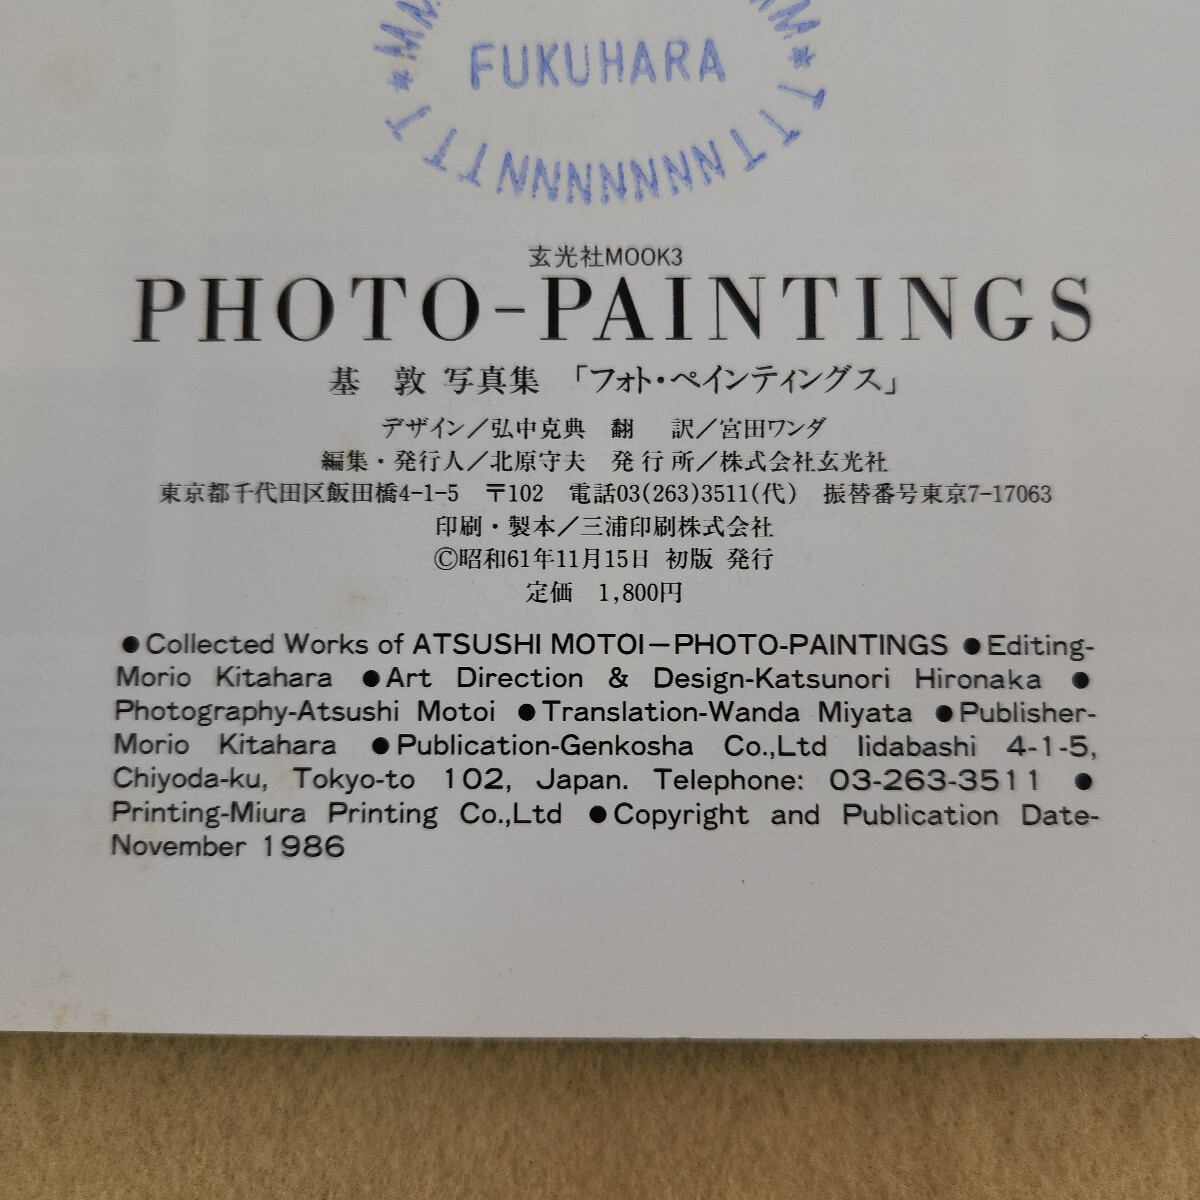 FUKUHARA
玄光社MOOK3
PHOTO-PAINTINGS
基 敦 写真集 「フォト・ペインティングス」
デザイン/弘中克典 翻 訳/宮田ワンダ
編集・発行人/北原守夫 発行所/株式会社玄光社
東京都千代田区飯田橋4-1-5 〒102 電話03(263)3511(代) 振替番号東京7-17063
印刷・製本/三浦印刷株式会社
©昭和61年11月15日 初版 発行
定価 1,800円
●Collected Works of ATSUSHI MOTOI—PHOTO-PAINTINGS ●Editing-
Morio Kitahara ●Art Direction & Design-Katsunori Hironaka ●
Photography-Atsushi Motoi ●Translation-Wanda Miyata ●Publisher-
Morio Kitahara ●Publication-Genkosha Co.,Ltd Iidabashi 4-1-5,
Chiyoda-ku, Tokyo-to 102, Japan. Telephone: 03-263-3511 ●
Printing-Miura Printing Co.,Ltd ●Copyright and Publication Date-
November 1986